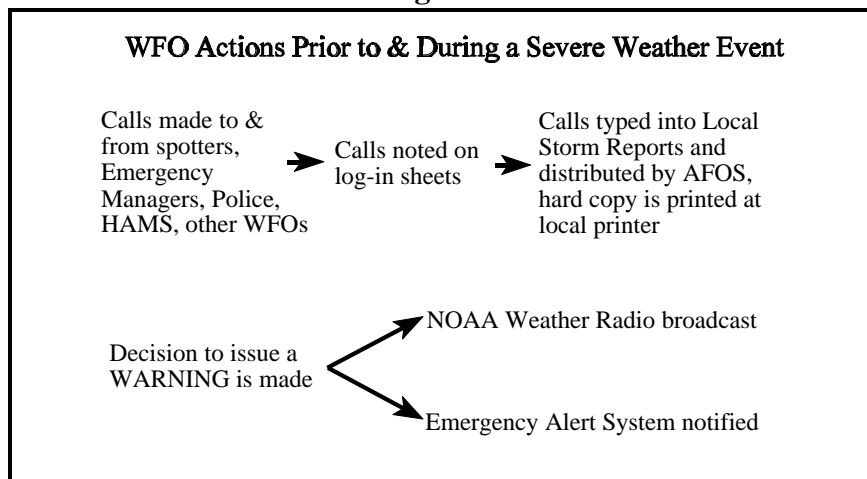 WFO Actions Prior to & During a Severe Weather Event
Calls made to &
from spotters,
Emergency
Managers, Police,
HAMS, other WFOs
Calls noted on
log-in sheets
Calls typed into Local
Storm Reports and
distributed by AFOS,
hard copy is printed at
local printer
Decision to issue a
WARNING is made
NOAA Weather Radio broadcast
Emergency Alert System notified